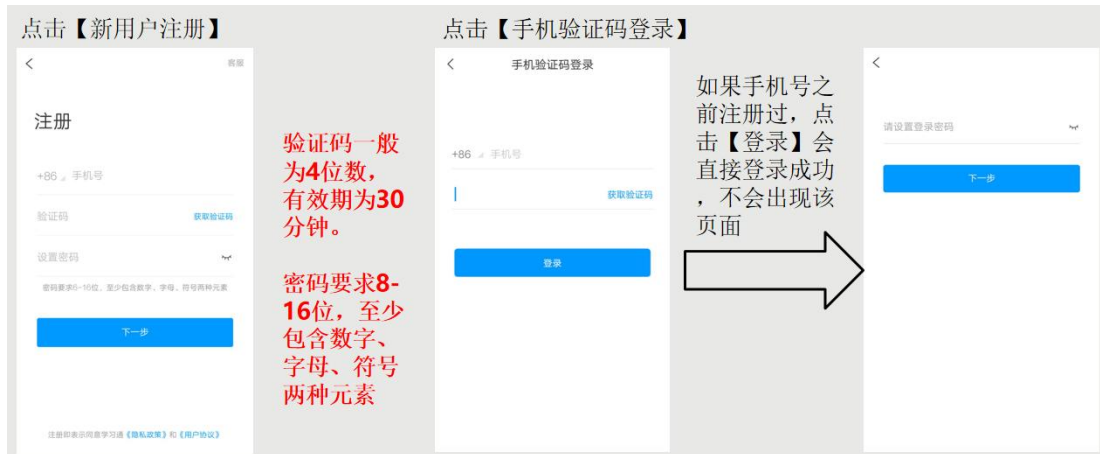 点击【新用户注册】
客服
注册
+86 手机号
验证码 获取验证码
设置密码
密码要求8-16位，至少包含数字、字母、符号两种元素
下一步
注册即表示同意学习通《隐私政策》和《用户协议》
验证码一般
为4位数，
有效期为30
分钟。
密码要求8-
16位，至少
包含数字、
字母、符号
两种元素
点击【手机验证码登录】
手机验证码登录
+86 手机号
获取验证码
登录
如果手机号之
前注册过，点
击【登录】会
直接登录成功
，不会出现该
页面
请设置登录密码
下一步